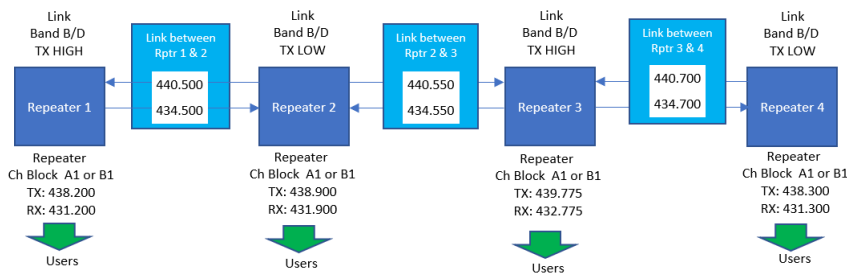 Link
Band B/D
TX HIGH
Link between
Rptr 1 & 2
Link
Band B/D
TX LOW
Link between
Rptr 2 & 3
Link
Band B/D
TX HIGH
Link between
Rptr 3 & 4
Link
Band B/D
TX LOW
Repeater 1
440.500
434.500
Repeater 2
440.550
434.550
Repeater 3
440.700
434.700
Repeater 4
Repeater
Ch Block A1 or B1
TX: 438.200
RX: 431.200
Users
Repeater
Ch Block A1 or B1
TX: 438.900
RX: 431.900
Users
Repeater
Ch Block A1 or B1
TX: 439.775
RX: 432.775
Users
Repeater
Ch Block A1 or B1
TX: 438.300
RX: 431.300
Users